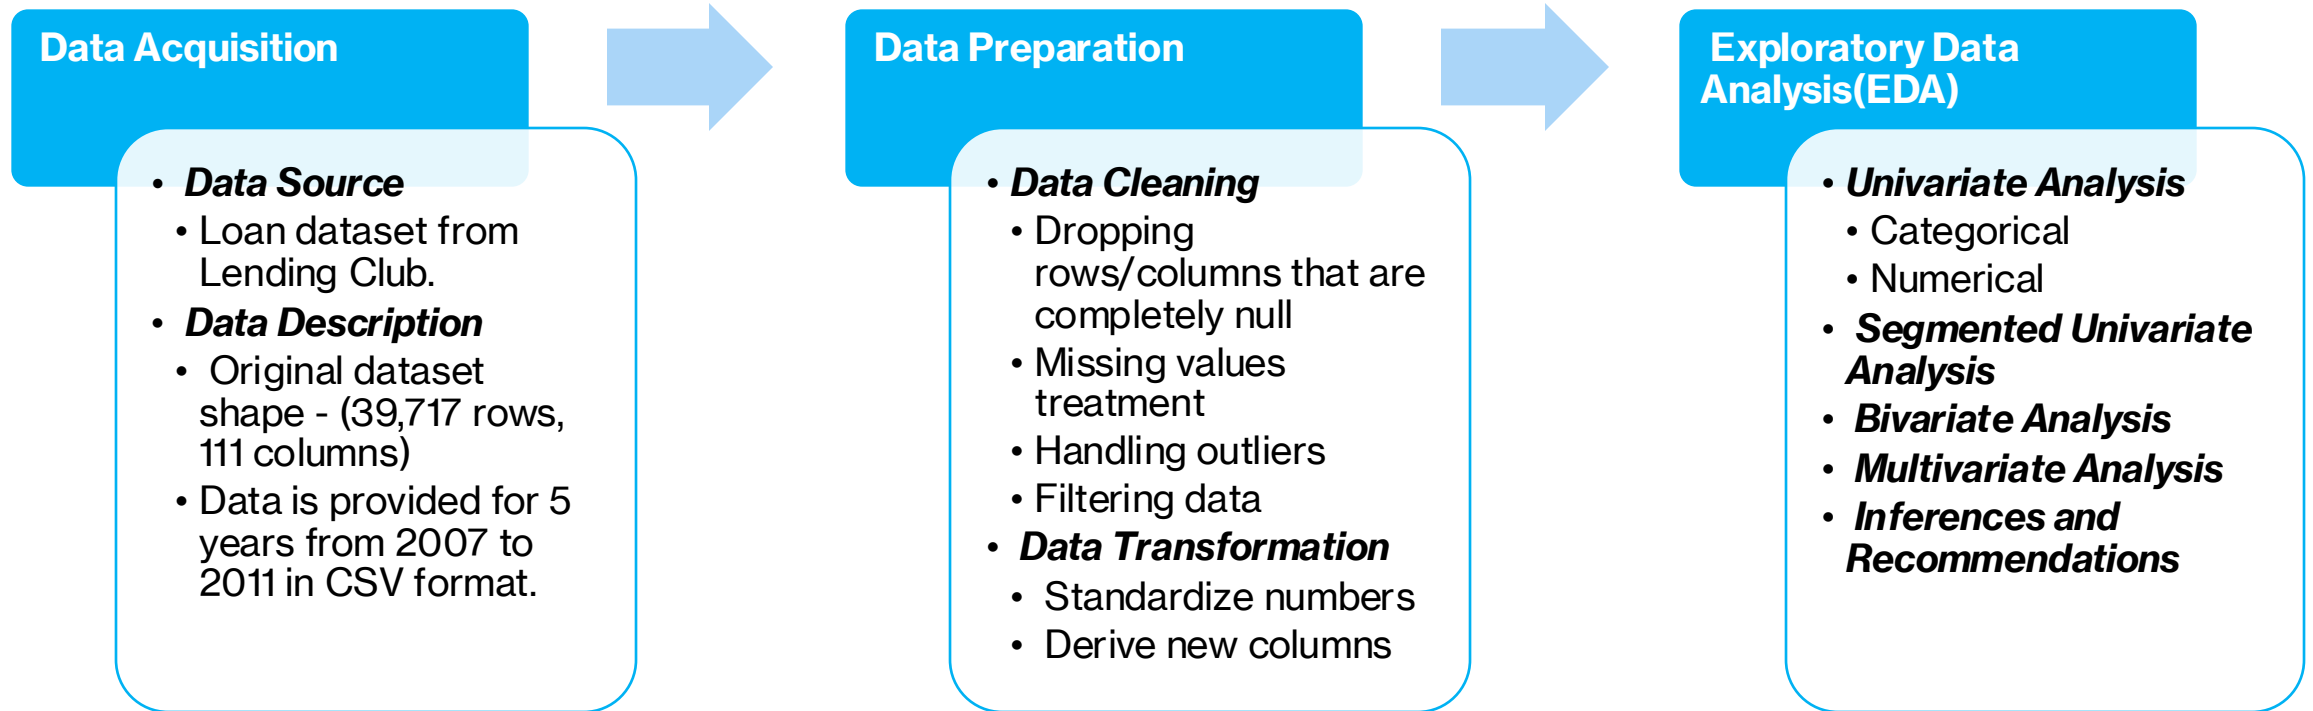 Data Acquisition
• Data Source
• Loan dataset from
Lending Club.
• Data Description
• Original dataset
shape - (39,717 rows,
111 columns)
• Data is provided for 5
years from 2007 to
2011 in CSV format.
Data Preparation
• Data Cleaning
• Dropping
rows/columns that are
completely null
• Missing values
treatment
• Handling outliers
• Filtering data
• Data Transformation
• Standardize numbers
• Derive new columns
Exploratory Data
Analysis(EDA)
• Univariate Analysis
• Categorical
• Numerical
• Segmented Univariate
Analysis
• Bivariate Analysis
• Multivariate Analysis
• Inferences and
Recommendations